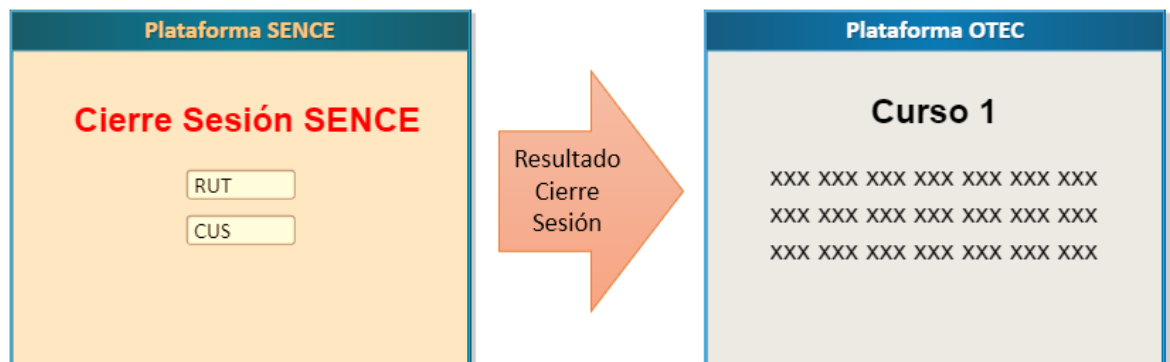 Plataforma SENCE
Cierre Sesión SENCE
RUT
CUS
Resultado
Cierre
Sesión
Plataforma OTEC
Curso 1
xxx xxx xxx xxx xxx xxx xxx
xxx xxx xxx xxx xxx xxx xxx
xxx xxx xxx xxx xxx xxx xxx